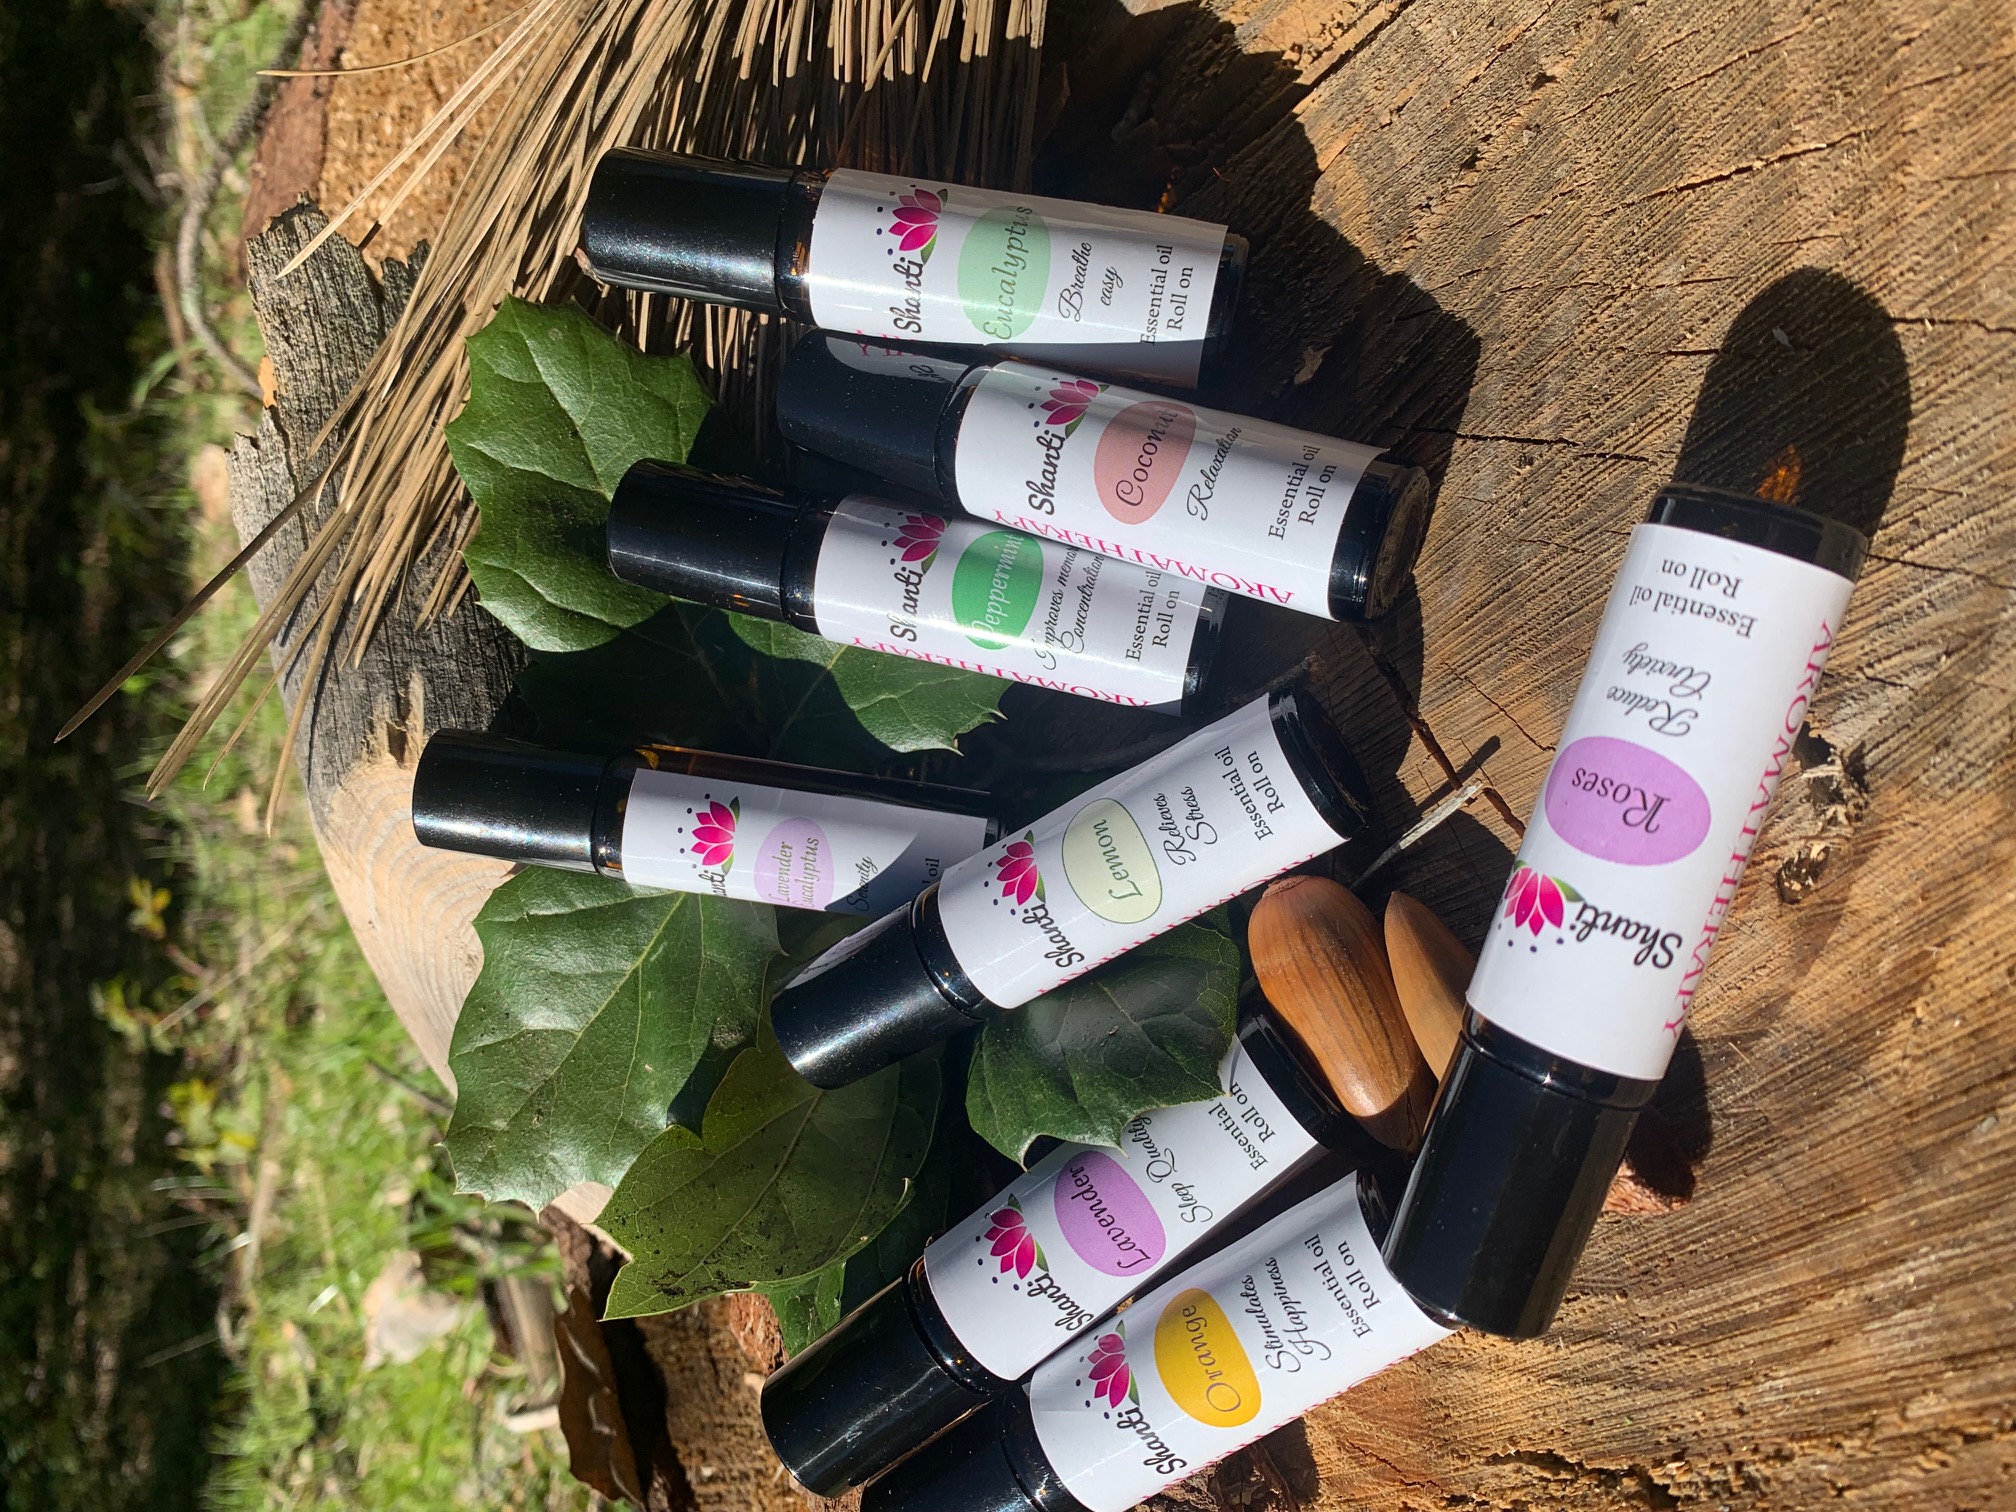 Lavender
Eucalyptus
Serenity
oil
Shanti
Peppermint
Improves
Concentration
Essential oil
Roll on
AROMATHERAPY
Shanti
Eucalyptus
Breathe
easy
Essential oil
Roll on
Shanti
Coconut
Relaxation
Essential oil
Roll on
AROMATHERAPY
Shanti
Lavender
Sleep Quality
Essential
Roll on
Shanti
Lemon
Relieves
Stress
Essential oil
Roll on
Shanti
Orange
Stimulates
Happiness
Essential oil
Roll on
Shanti
Roses
Reduce
Anxiety
Essential oil
Roll on
AROMATHERAPY